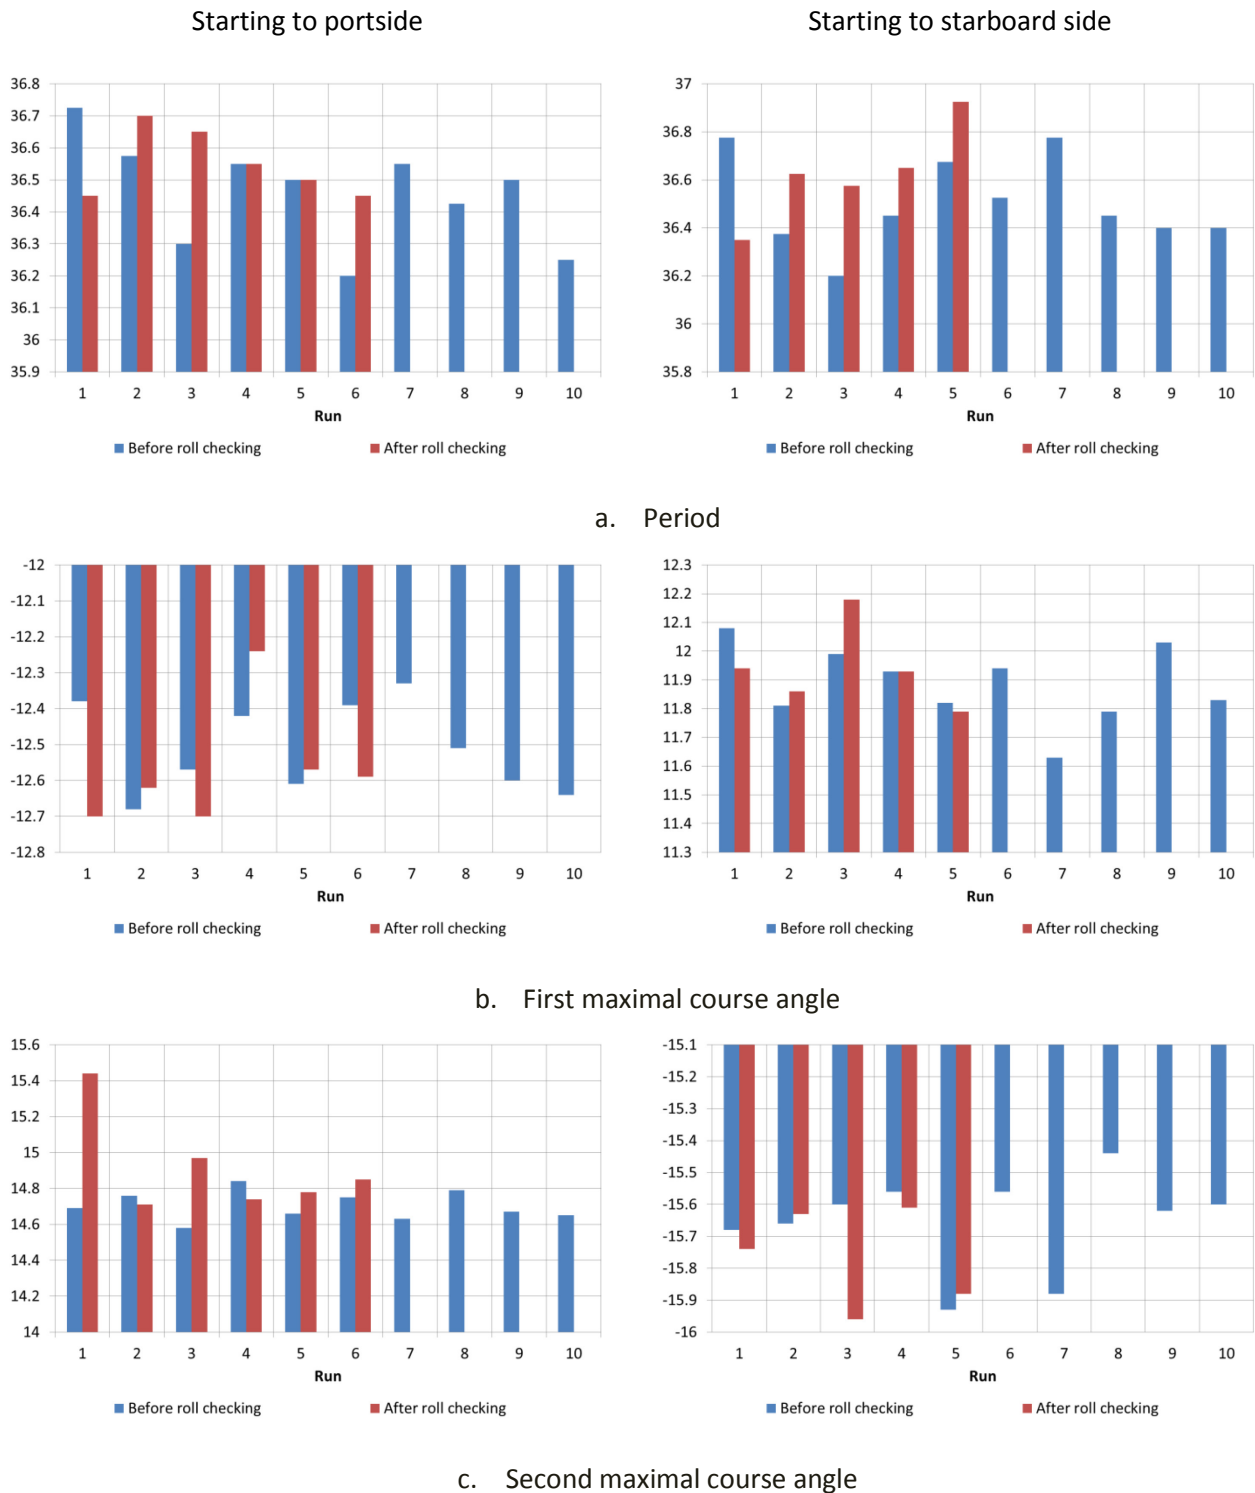 Starting to portside
Starting to starboard side
36.8
36.7
36.6
36.5
36.4
36.3
36.2
36.1
36
35.9
1 2 3 4 5 6 7 8 9 10
Run
Before roll checking After roll checking
37
36.8
36.6
36.4
36.2
36
35.8
1 2 3 4 5 6 7 8 9 10
Run
Before roll checking After roll checking
a. Period
-12
-12.1
-12.2
-12.3
-12.4
-12.5
-12.6
-12.7
-12.8
1 2 3 4 5 6 7 8 9 10
Run
Before roll checking After roll checking
12.3
12.2
12.1
12
11.9
11.8
11.7
11.6
11.5
11.4
11.3
1 2 3 4 5 6 7 8 9 10
Run
Before roll checking After roll checking
b. First maximal course angle
15.6
15.4
15.2
15
14.8
14.6
14.4
14.2
14
1 2 3 4 5 6 7 8 9 10
Run
Before roll checking After roll checking
-15.1
-15.2
-15.3
-15.4
-15.5
-15.6
-15.7
-15.8
-15.9
-16
1 2 3 4 5 6 7 8 9 10
Run
Before roll checking After roll checking
c. Second maximal course angle